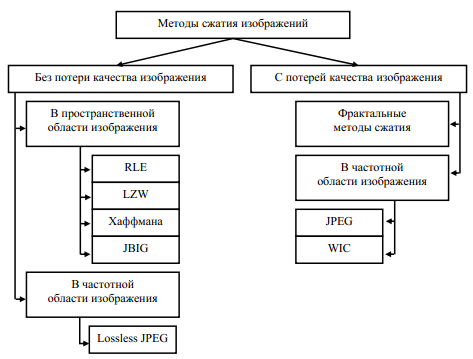 Методы сжатия изображений
Без потери качества изображения
С потерей качества изображения
В пространственной
области изображения
RLE
LZW
Хаффмана
JBIG
В частотной
области изображения
Lossless JPEG
Фрактальные
методы сжатия
В частотной
области изображения
JPEG
WIC